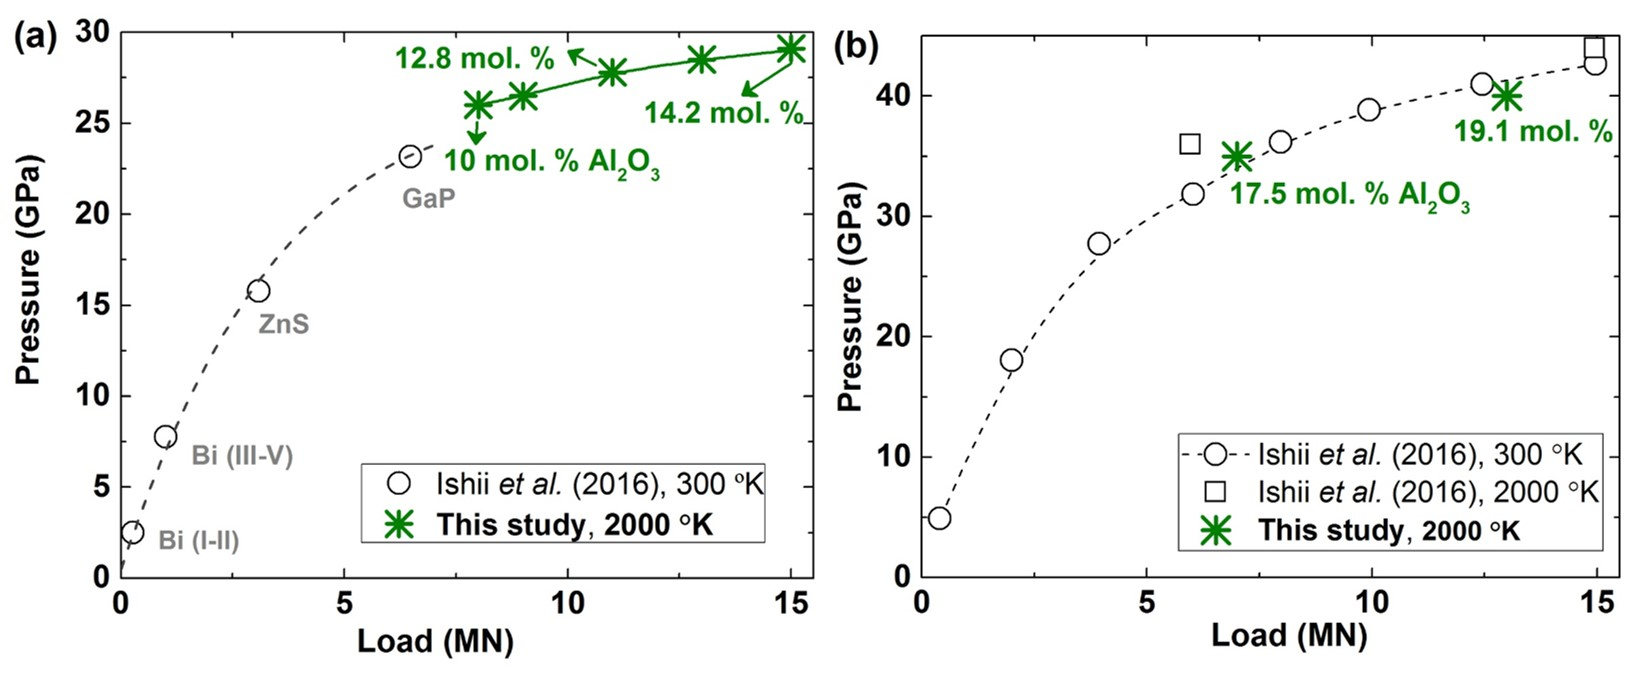 (a)
Pressure (GPa)
30
25
20
15
10
5
0
0
5
10
15
Load (MN)
12.8 mol. %
14.2 mol. %
10 mol. % Al₂O₃
GaP
ZnS
Bi (III-V)
Bi (I-II)
Ishii et al. (2016), 300 °K
This study, 2000 °K
(b)
Pressure (GPa)
40
30
20
10
0
0
5
10
15
Load (MN)
19.1 mol. %
17.5 mol. % Al₂O₃
Ishii et al. (2016), 300 °K
Ishii et al. (2016), 2000 °K
This study, 2000 °K